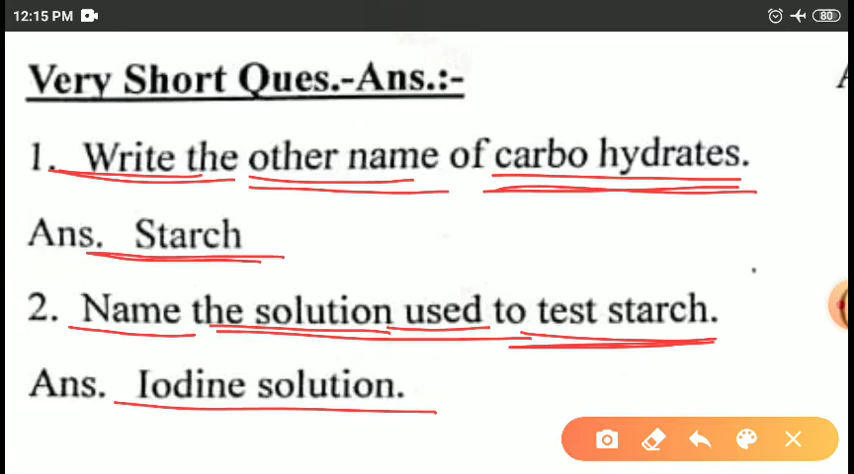 12:15 PM
80
Very Short Ques.-Ans.:-
1. Write the other name of carbo hydrates.
Ans. Starch
2. Name the solution used to test starch.
Ans. Iodine solution.